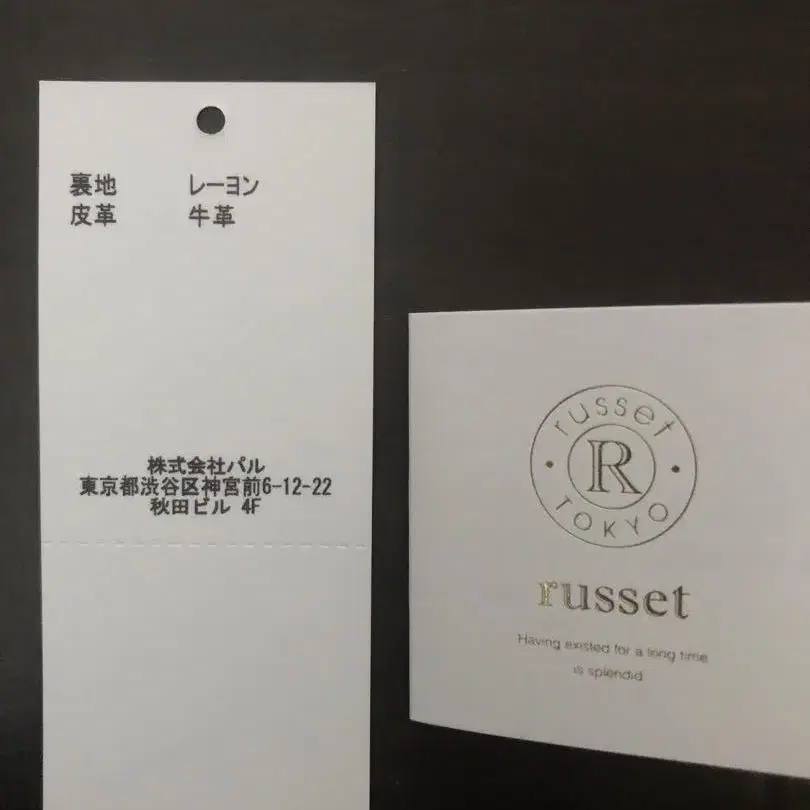 裏地 レーヨン
皮革 牛革
株式会社パル
東京都渋谷区神宮前6-12-22
秋田ビル 4F
russet
R
TOKYO
russet
Having existed for a long time
is splendid